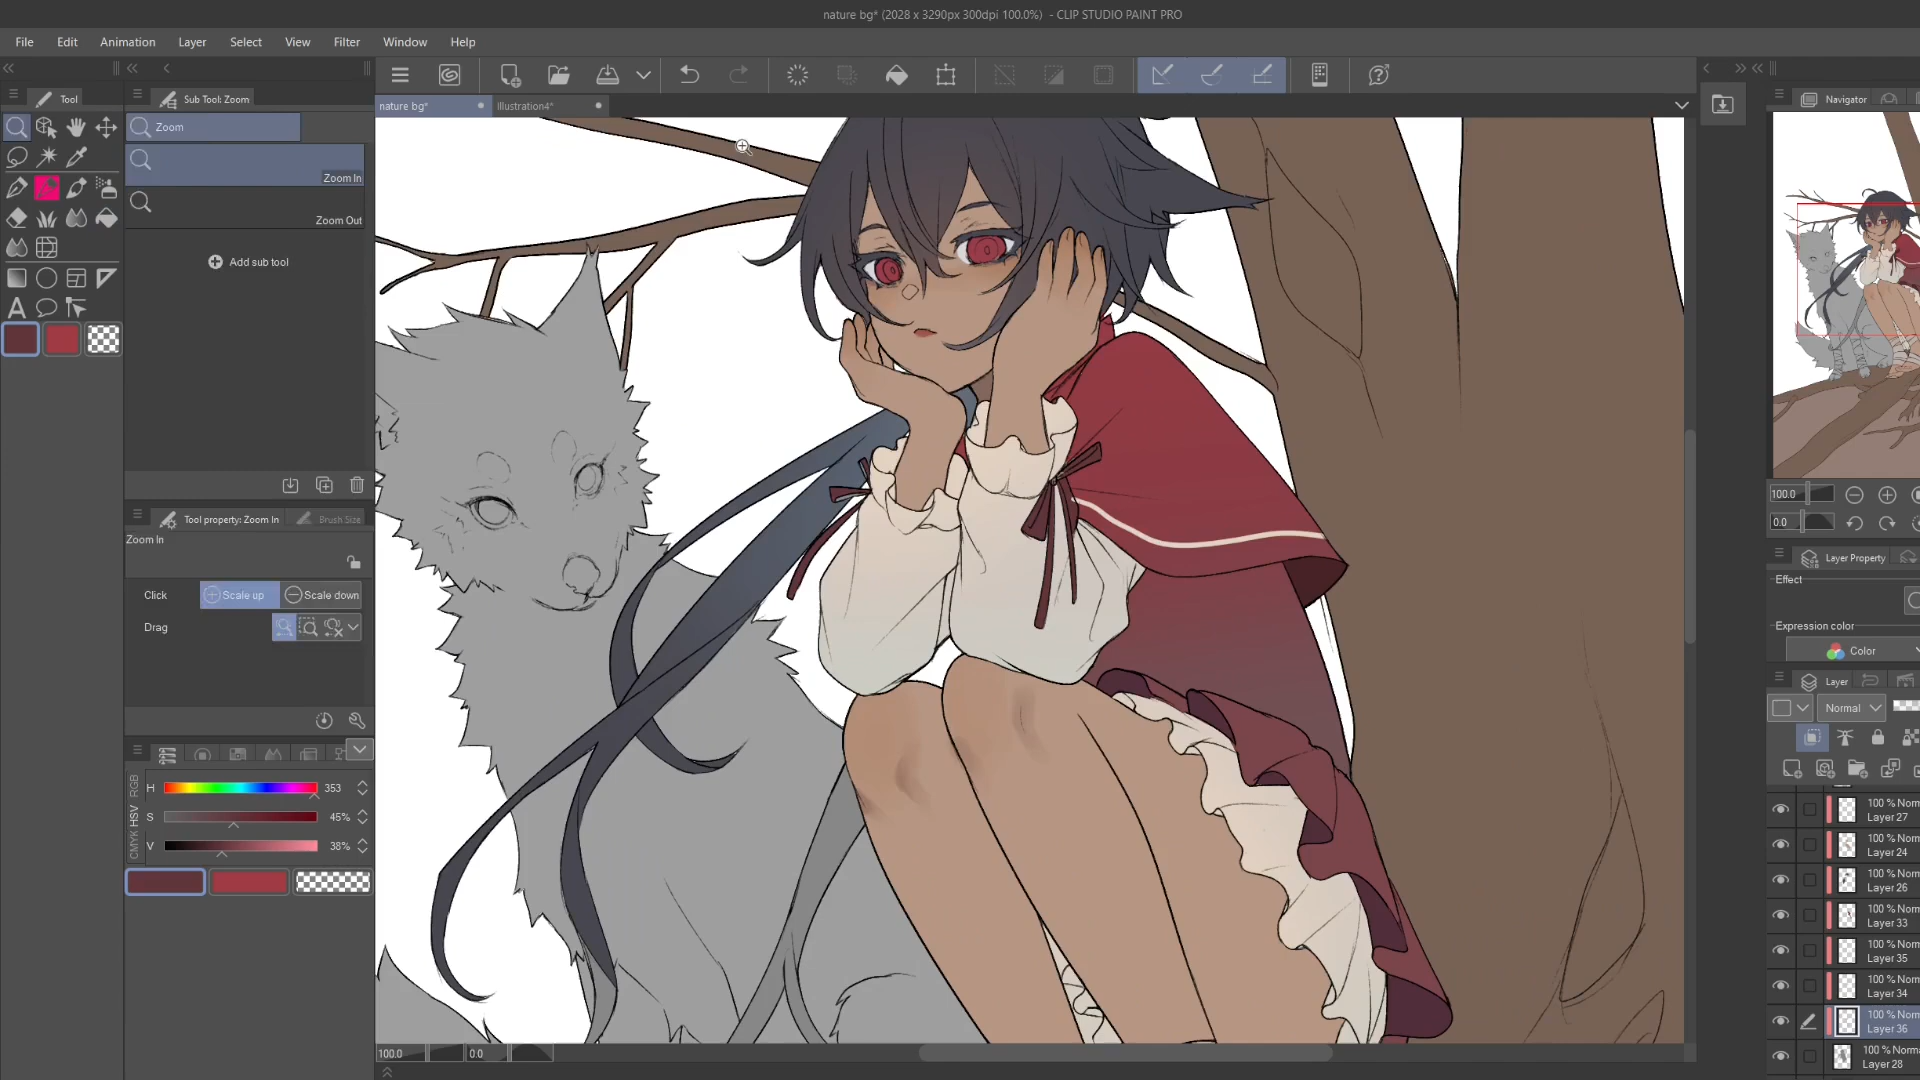 nature bg* (2028 x 3290px 300dpi 100.0%) - CLIP STUDIO PAINT PRO
File Edit Animation Layer Select View Filter Window Help
Tool
Sub Tool: Zoom
nature bg*
Illustration4*
Navigator
Zoom
Zoom In
Zoom Out
Add sub tool
100.0
0.0
Tool property: Zoom In
Brush Size
Zoom In
Layer Property
Effect
Click Scale up Scale down
Drag
Expression color
Color
Layer
Normal
RGB
HSV
CMYK
H 353
S 45%
V 38%
100 % Norm
Layer 27
100 % Norm
Layer 24
100 % Norm
Layer 26
100 % Norm
Layer 33
100 % Norm
Layer 35
100 % Norm
Layer 34
100 % Norm
Layer 36
100 % Norma
Layer 28
100.0
0.0